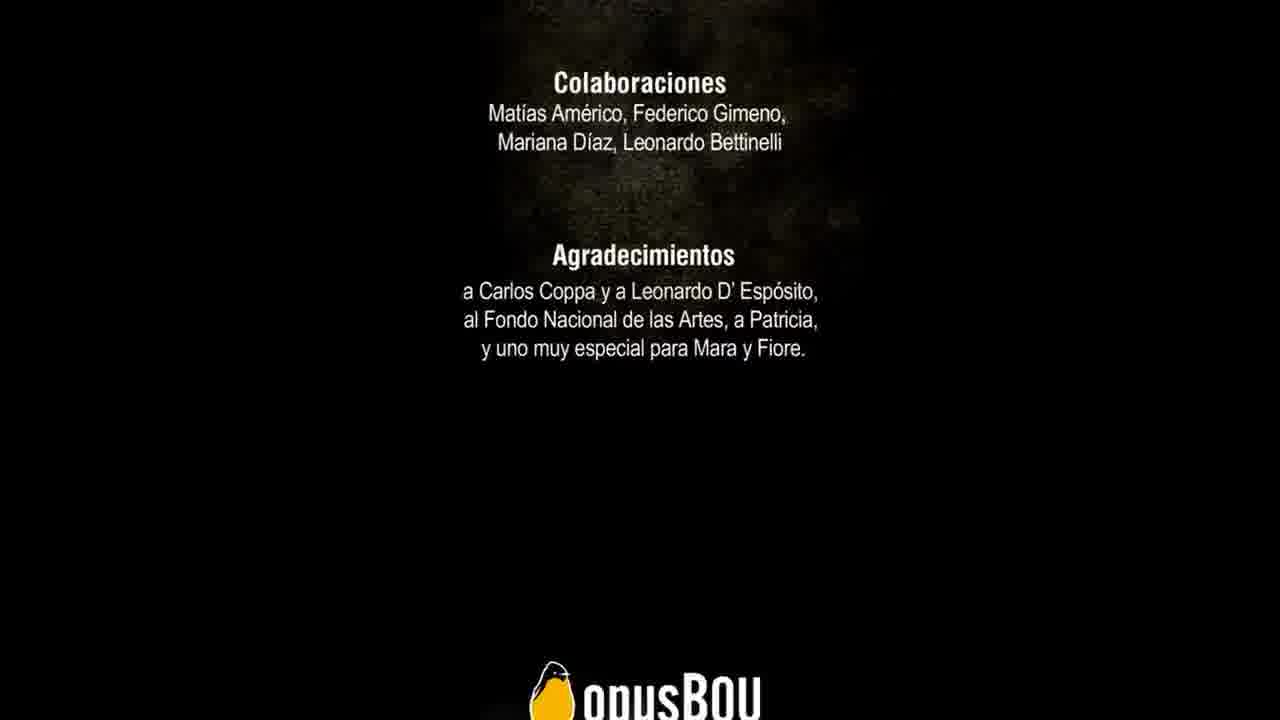 Colaboraciones
Matías Américo, Federico Gimeno,
Mariana Díaz, Leonardo Bettinelli
Agradecimientos
a Carlos Coppa y a Leonardo D' Espósito,
al Fondo Nacional de las Artes, a Patricia,
y uno muy especial para Mara y Fiore.
opusBOU